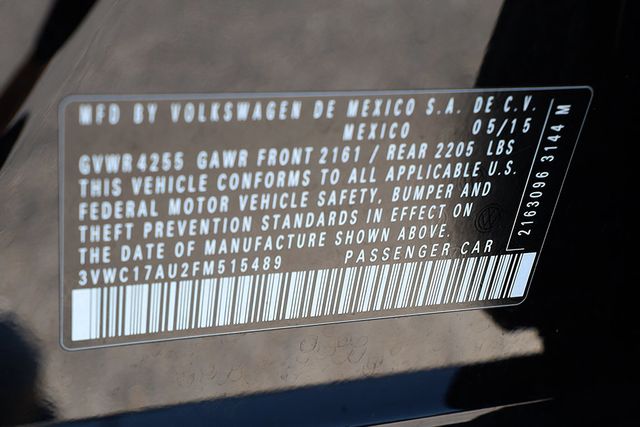 MFD BY VOLKSWAGEN DE MEXICO S.A. DE C.V.
MEXICO 05/15
GVWR 4255 GAWR FRONT 2161 / REAR 2205 LBS
THIS VEHICLE CONFORMS TO ALL APPLICABLE U.S.
FEDERAL MOTOR VEHICLE SAFETY, BUMPER AND
THEFT PREVENTION STANDARDS IN EFFECT ON
THE DATE OF MANUFACTURE SHOWN ABOVE.
3VWC17AU2FM515489 PASSENGER CAR
2163096 3144 M